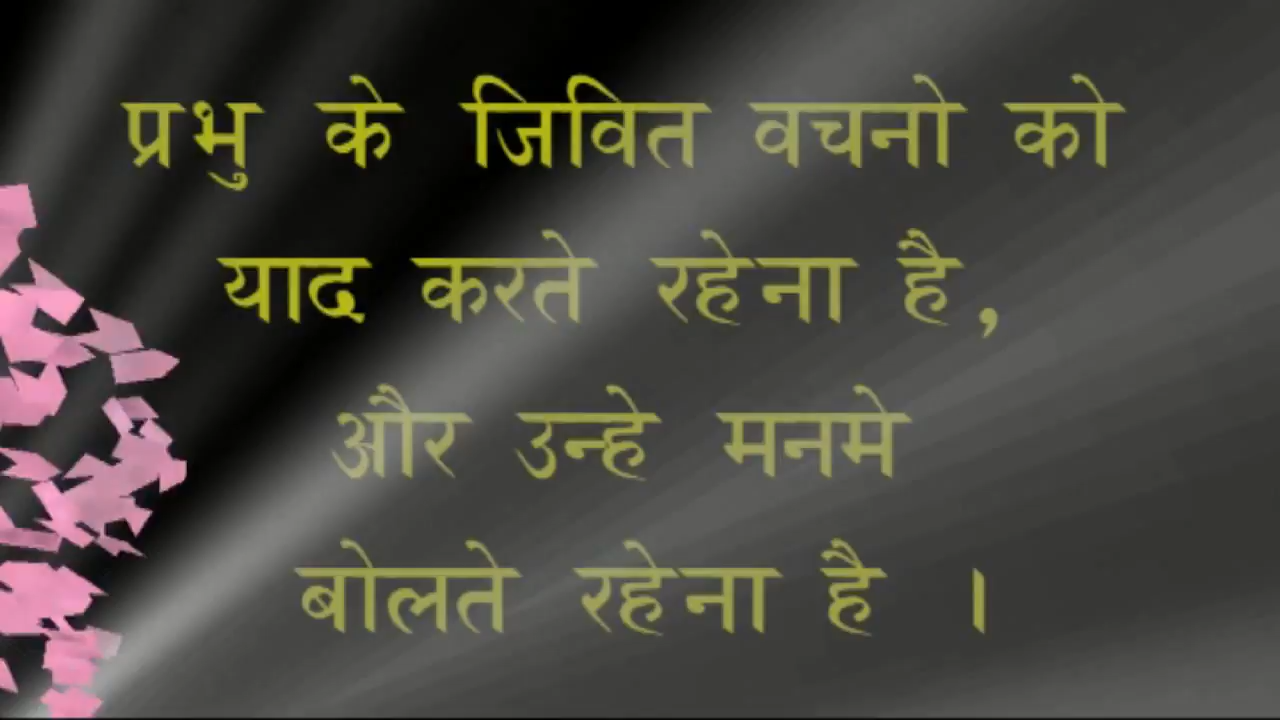 प्रभु के जिवित वचनो को
याद करते रहेना है,
और उन्हे मनमे
बोलते रहेना है ।